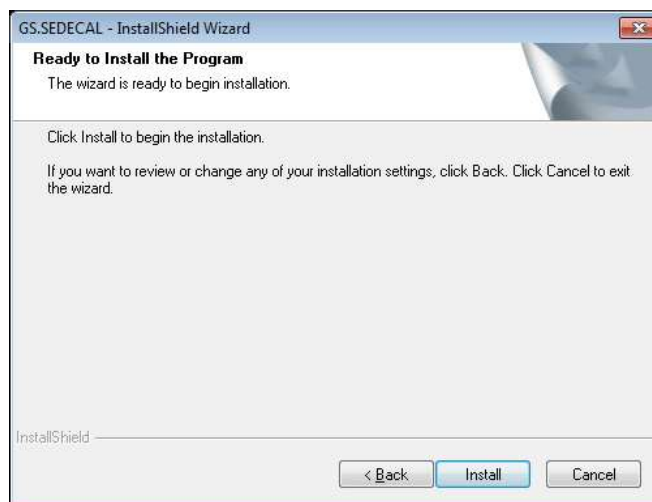 GS.SEDECAL - InstallShield Wizard
Ready to Install the Program
The wizard is ready to begin installation.
Click Install to begin the installation.
If you want to review or change any of your installation settings, click Back. Click Cancel to exit
the wizard.
InstallShield
< Back
Install
Cancel